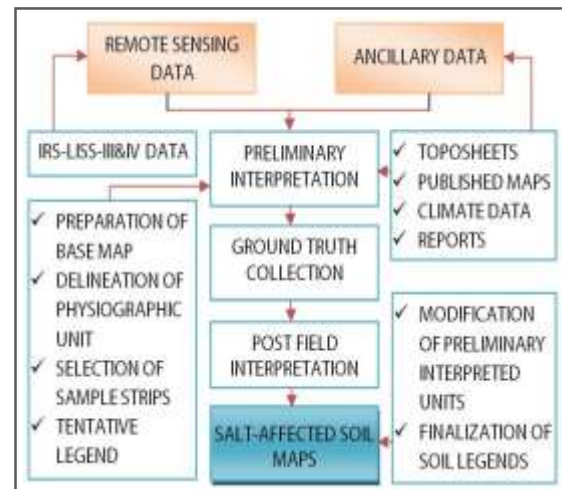 REMOTE SENSING
DATA
ANCILLARY DATA
IRS-LISS-III&IV DATA
PRELIMINARY
INTERPRETATION
✓ TOPOSHEETS
✓ PUBLISHED MAPS
✓ CLIMATE DATA
✓ REPORTS
✓ PREPARATION OF
BASE MAP
✓ DELINEATION OF
PHYSIOGRAPHIC
UNIT
✓ SELECTION OF
SAMPLE STRIPS
✓ TENTATIVE
LEGEND
GROUND TRUTH
COLLECTION
POST FIELD
INTERPRETATION
✓ MODIFICATION
OF PRELIMINARY
INTERPRETED
UNITS
✓ FINALIZATION OF
SOIL LEGENDS
SALT-AFFECTED SOIL
MAPS